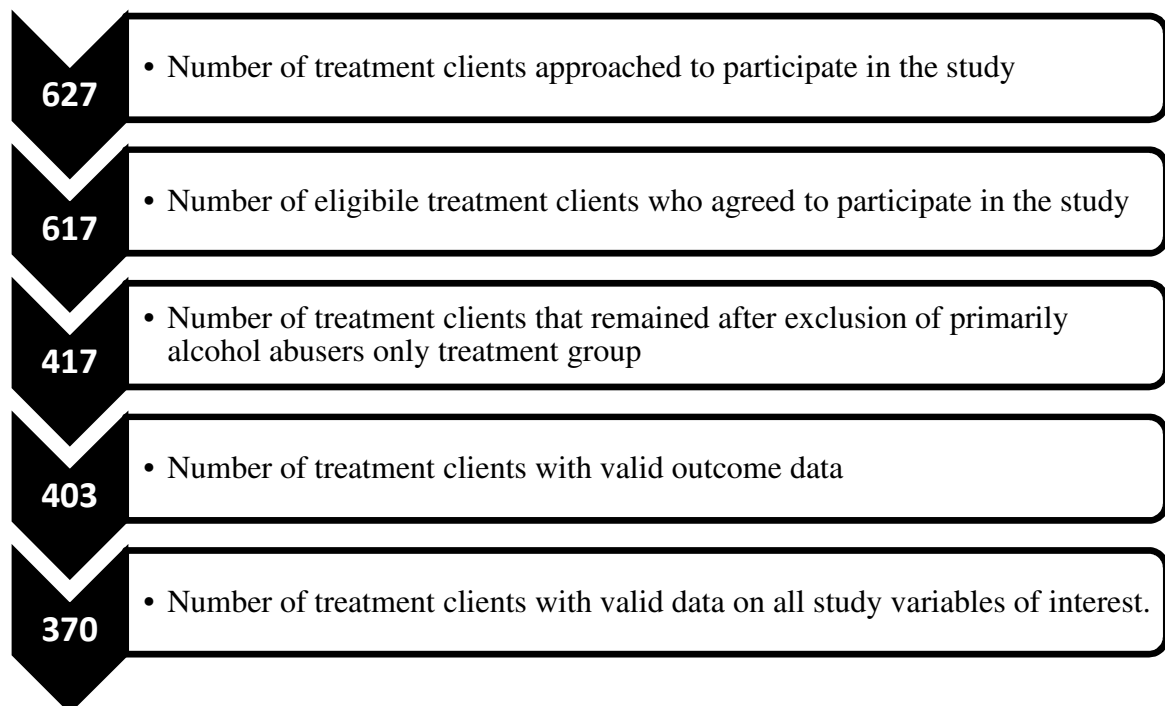 627
• Number of treatment clients approached to participate in the study
617
• Number of eligibile treatment clients who agreed to participate in the study
417
• Number of treatment clients that remained after exclusion of primarily
alcohol abusers only treatment group
403
• Number of treatment clients with valid outcome data
370
• Number of treatment clients with valid data on all study variables of interest.